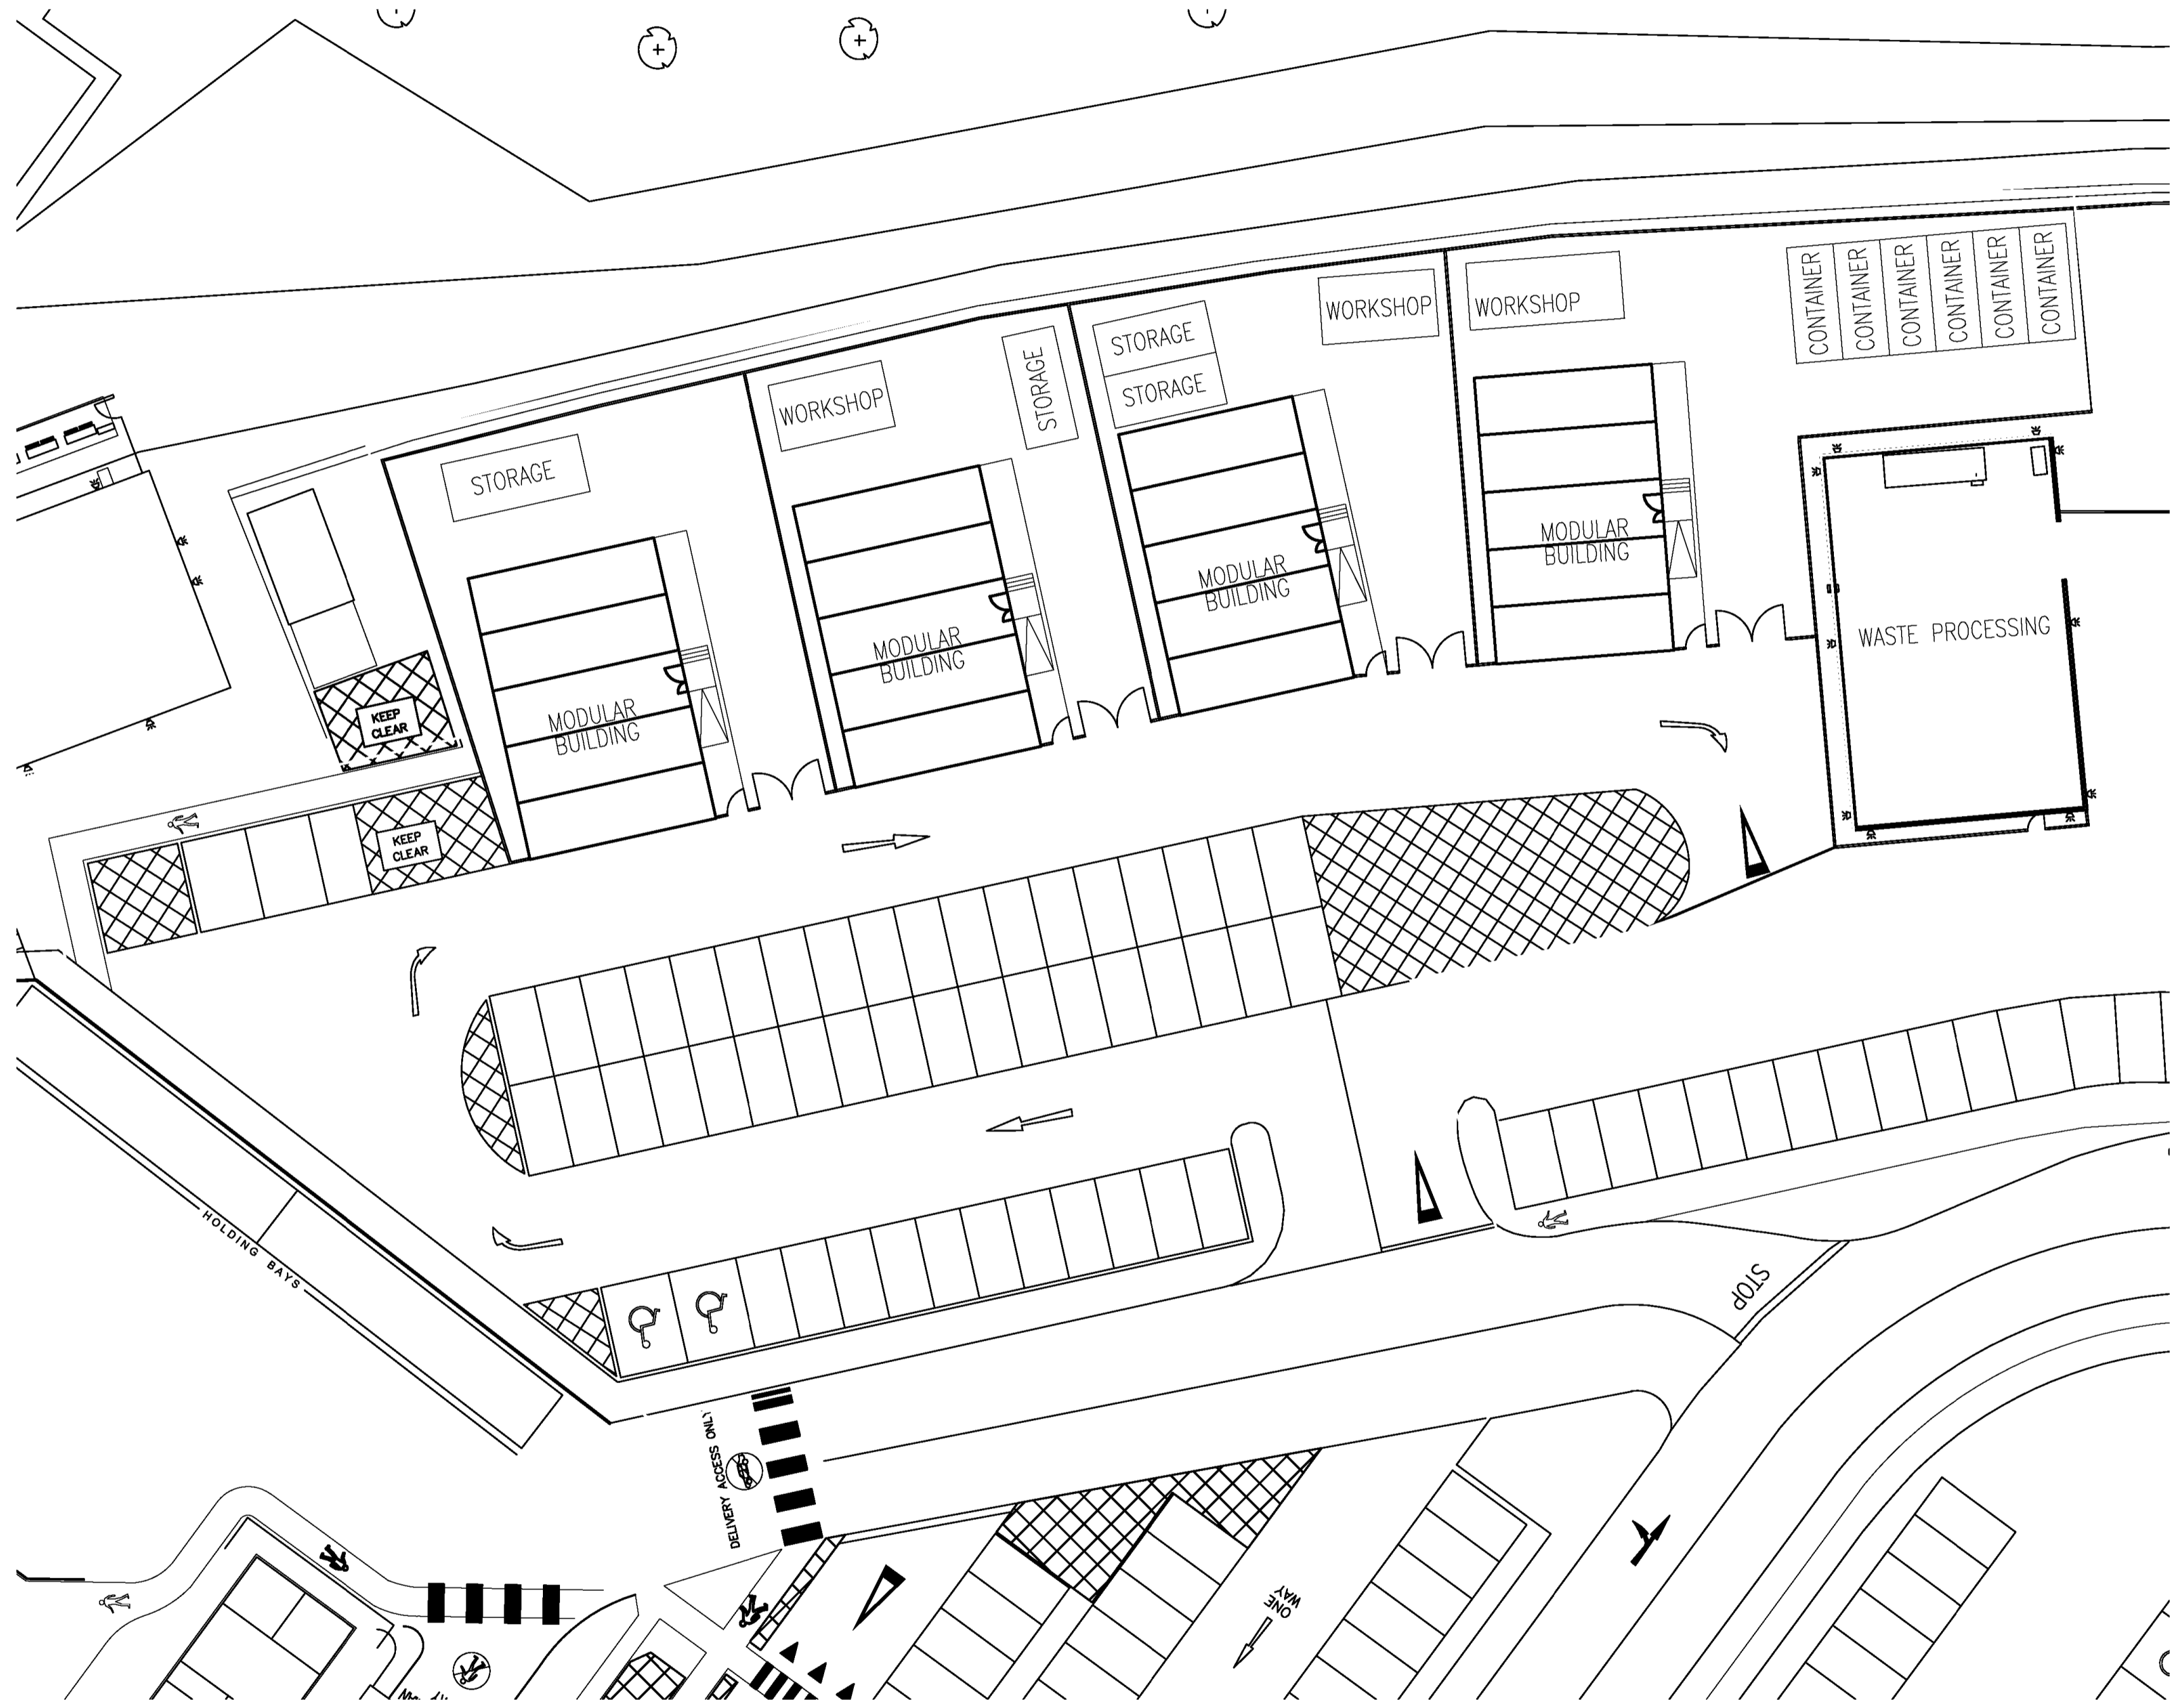 CONTAINER
CONTAINER
CONTAINER
CONTAINER
CONTAINER
CONTAINER
WORKSHOP
WORKSHOP
STORAGE
STORAGE
STORAGE
WORKSHOP
STORAGE
MODULAR
BUILDING
MODULAR
BUILDING
MODULAR
BUILDING
MODULAR
BUILDING
WASTE PROCESSING
KEEP
CLEAR
KEEP
CLEAR
HOLDING BAYS
STOP
DELIVERY ACCESS ONLY
ONE
WAY